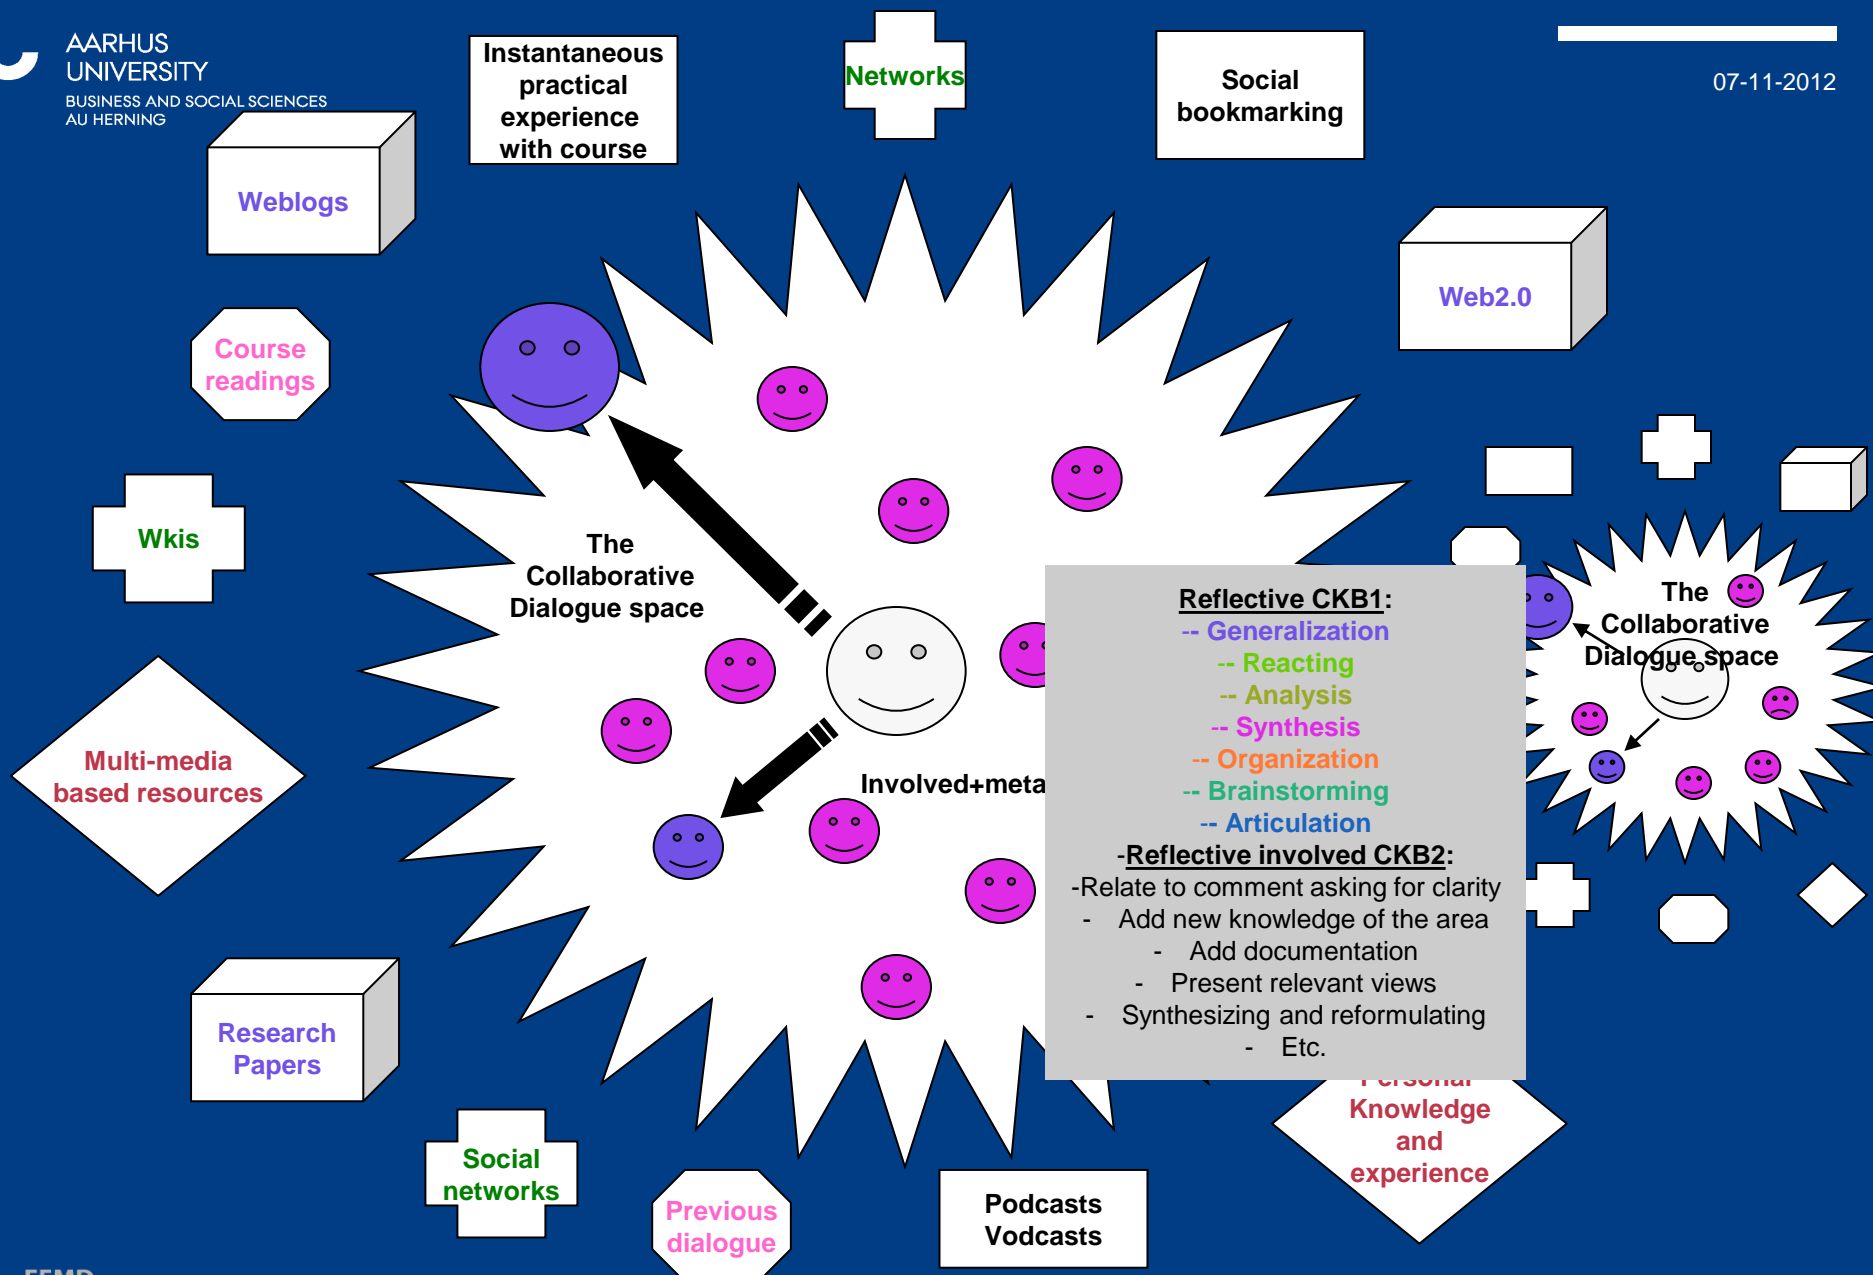 AARHUS
UNIVERSITY
BUSINESS AND SOCIAL SCIENCES
AU HERNING
07-11-2012
Instantaneous
practical
experience
with course
Networks
Social
bookmarking
Weblogs
Web2.0
Course
readings
Wkis
The
Collaborative
Dialogue space
Multi-media
based resources
Involved+meta
Reflective CKB1:
-- Generalization
-- Reacting
-- Analysis
-- Synthesis
-- Organization
-- Brainstorming
-- Articulation
-Reflective involved CKB2:
-Relate to comment asking for clarity
- Add new knowledge of the area
- Add documentation
- Present relevant views
- Synthesizing and reformulating
- Etc.
The
Collaborative
Dialogue space
Research
Papers
Personal
Knowledge
and
experience
Social
networks
Previous
dialogue
Podcasts
Vodcasts